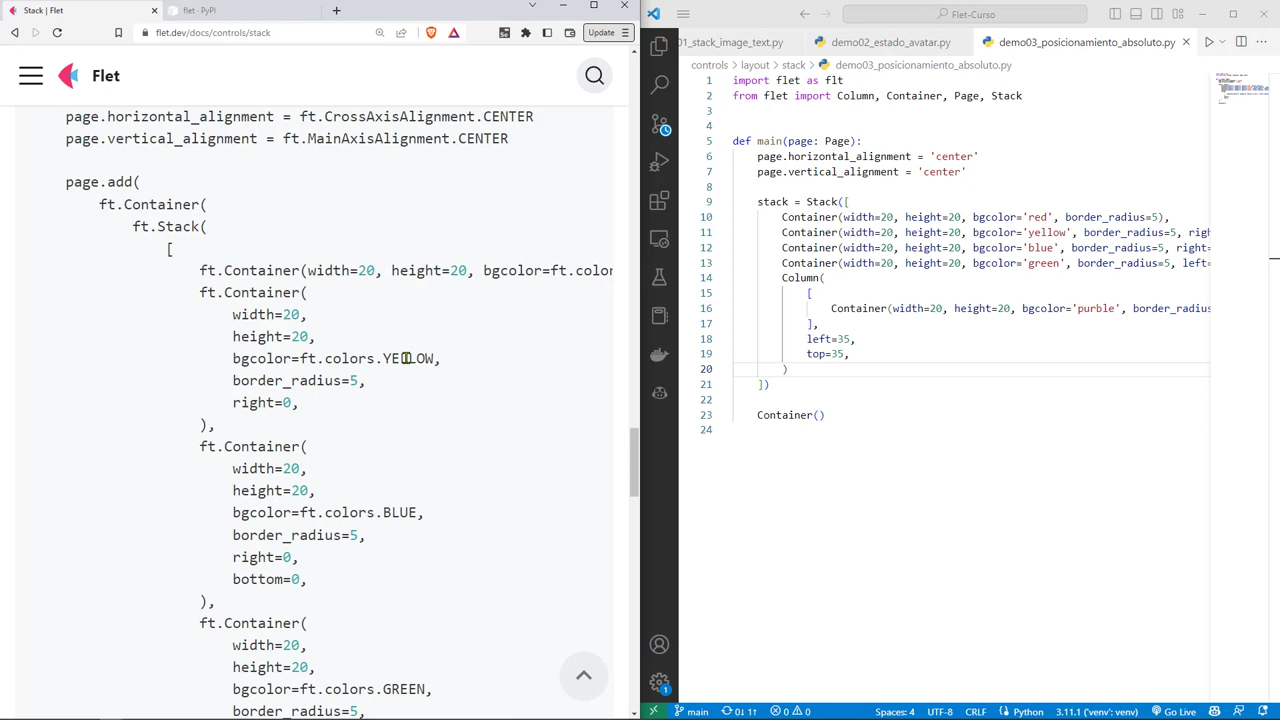 Stack | Flet
flet · PyPI
flet.dev/docs/controls/stack
Update
Flet
page.horizontal_alignment = ft.CrossAxisAlignment.CENTER
page.vertical_alignment = ft.MainAxisAlignment.CENTER
page.add(
ft.Container(
ft.Stack(
[
ft.Container(width=20, height=20, bgcolor=ft.color
ft.Container(
width=20,
height=20,
bgcolor=ft.colors.YELLOW,
border_radius=5,
right=0,
),
ft.Container(
width=20,
height=20,
bgcolor=ft.colors.BLUE,
border_radius=5,
right=0,
bottom=0,
),
ft.Container(
width=20,
height=20,
bgcolor=ft.colors.GREEN,
border_radius=5,
Flet-Curso
01_stack_image_text.py
demo02_estado_
.py
demo03_posicionamiento_absoluto.py
controls > layout > stack > demo03_posicionamiento_absoluto.py
1 import flet as flt
2 from flet import Column, Container, Page, Stack
3
4
5 def main(page: Page):
6 page.horizontal_alignment = 'center'
7 page.vertical_alignment = 'center'
8
9 stack = Stack([
10 Container(width=20, height=20, bgcolor='red', border_radius=5),
11 Container(width=20, height=20, bgcolor='yellow', border_radius=5, righ
12 Container(width=20, height=20, bgcolor='blue', border_radius=5, right=
13 Container(width=20, height=20, bgcolor='green', border_radius=5, left=
14 Column(
15 [
16 Container(width=20, height=20, bgcolor='purble', border_radius=5
17 ],
18 left=35,
19 top=35,
20 )
21 ])
22
23 Container()
24
main
0↓ 1↑
0 0
Spaces: 4
UTF-8
CRLF
Python
3.11.1 ('venv': venv)
Go Live